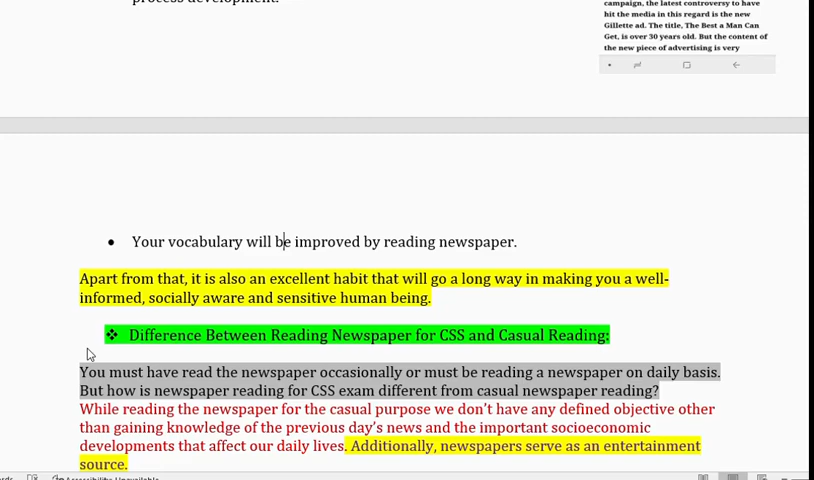 process development.
campaign, the latest controversy to have
hit the media in this regard is the new
Gillette ad. The title, The Best a Man Can
Get, is over 30 years old. But the content of
the new piece of advertising is very
• Your vocabulary will be improved by reading newspaper.
Apart from that, it is also an excellent habit that will go a long way in making you a well-
informed, socially aware and sensitive human being.
❖ Difference Between Reading Newspaper for CSS and Casual Reading:
You must have read the newspaper occasionally or must be reading a newspaper on daily basis.
But how is newspaper reading for CSS exam different from casual newspaper reading?
While reading the newspaper for the casual purpose we don't have any defined objective other
than gaining knowledge of the previous day's news and the important socioeconomic
developments that affect our daily lives. Additionally, newspapers serve as an entertainment
source.
Accessibility: Unavailable